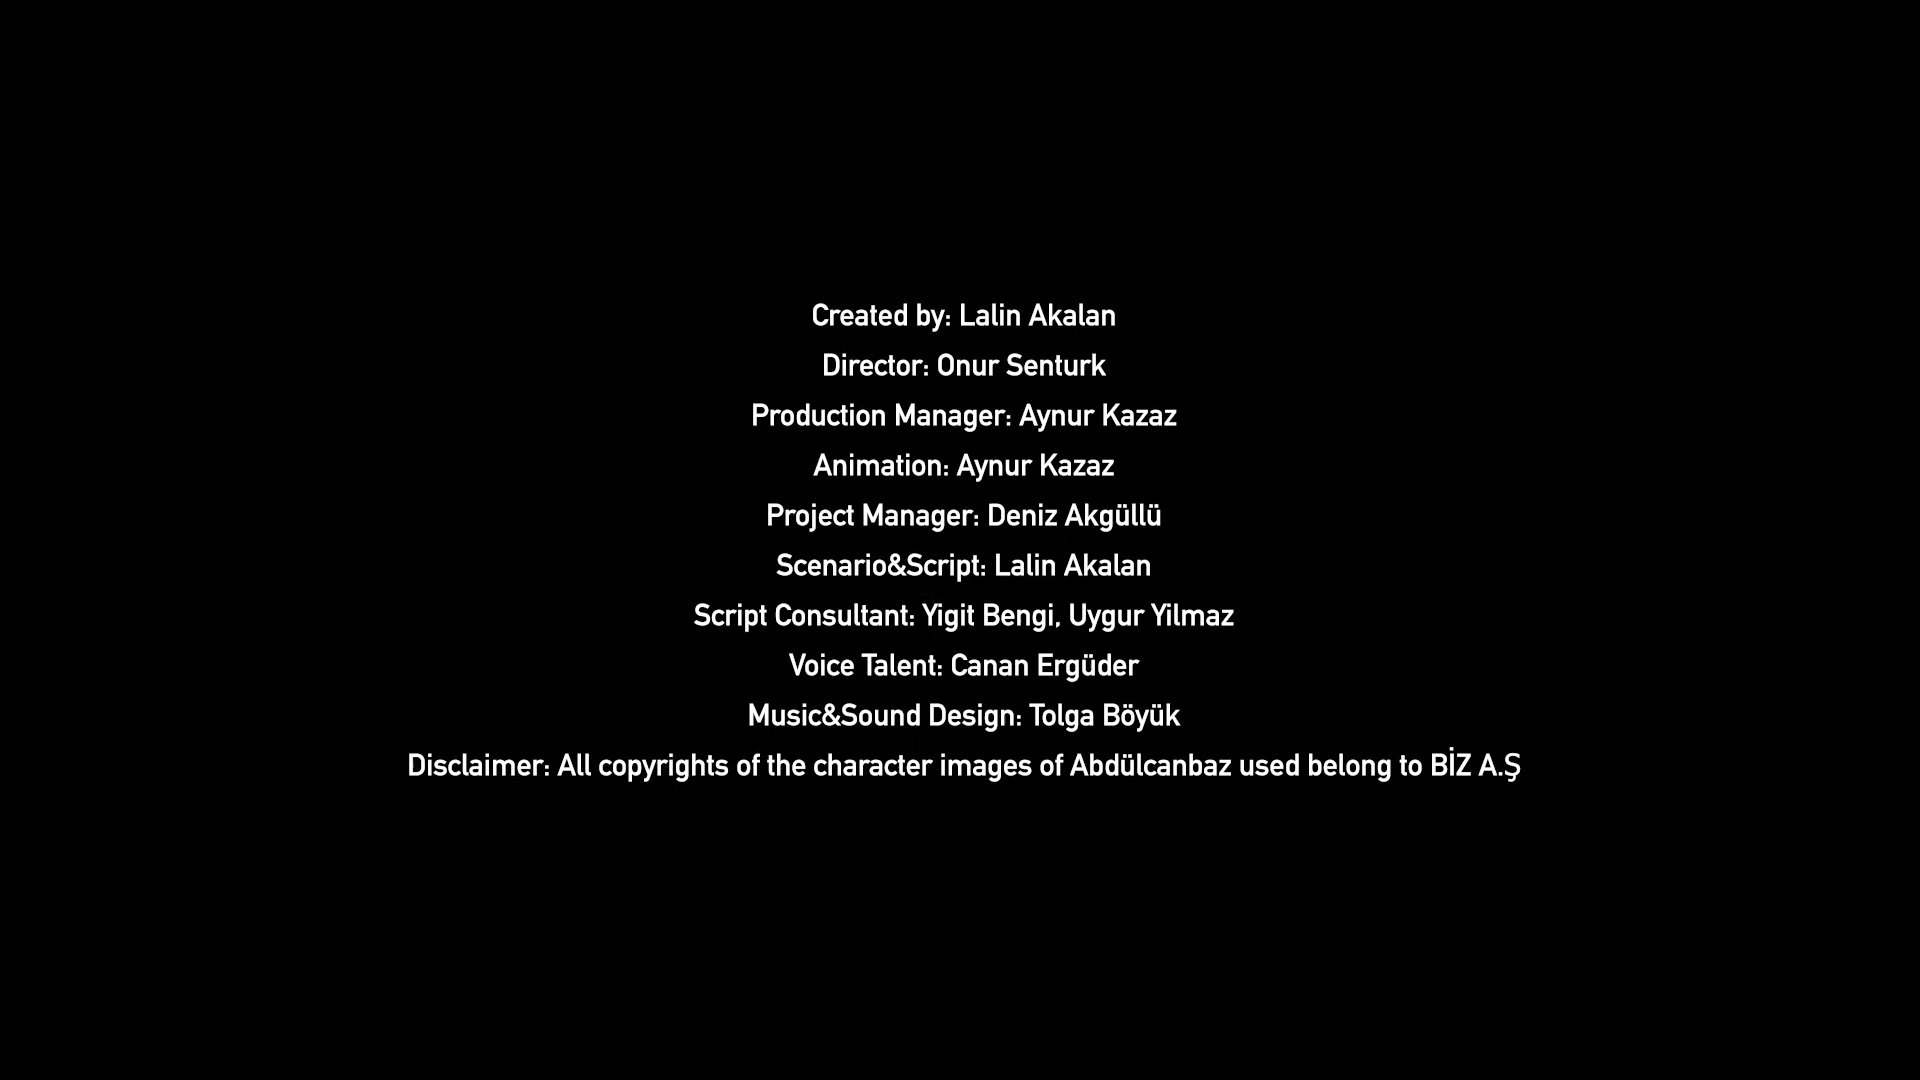 Created by: Lalin Akalan
Director: Onur Senturk
Production Manager: Aynur Kazaz
Animation: Aynur Kazaz
Project Manager: Deniz Akgüllü
Scenario&Script: Lalin Akalan
Script Consultant: Yigit Bengi, Uygur Yilmaz
Voice Talent: Canan Ergüder
Music&Sound Design: Tolga Böyük
Disclaimer: All copyrights of the character images of Abdülcanbaz used belong to BİZ A.Ş